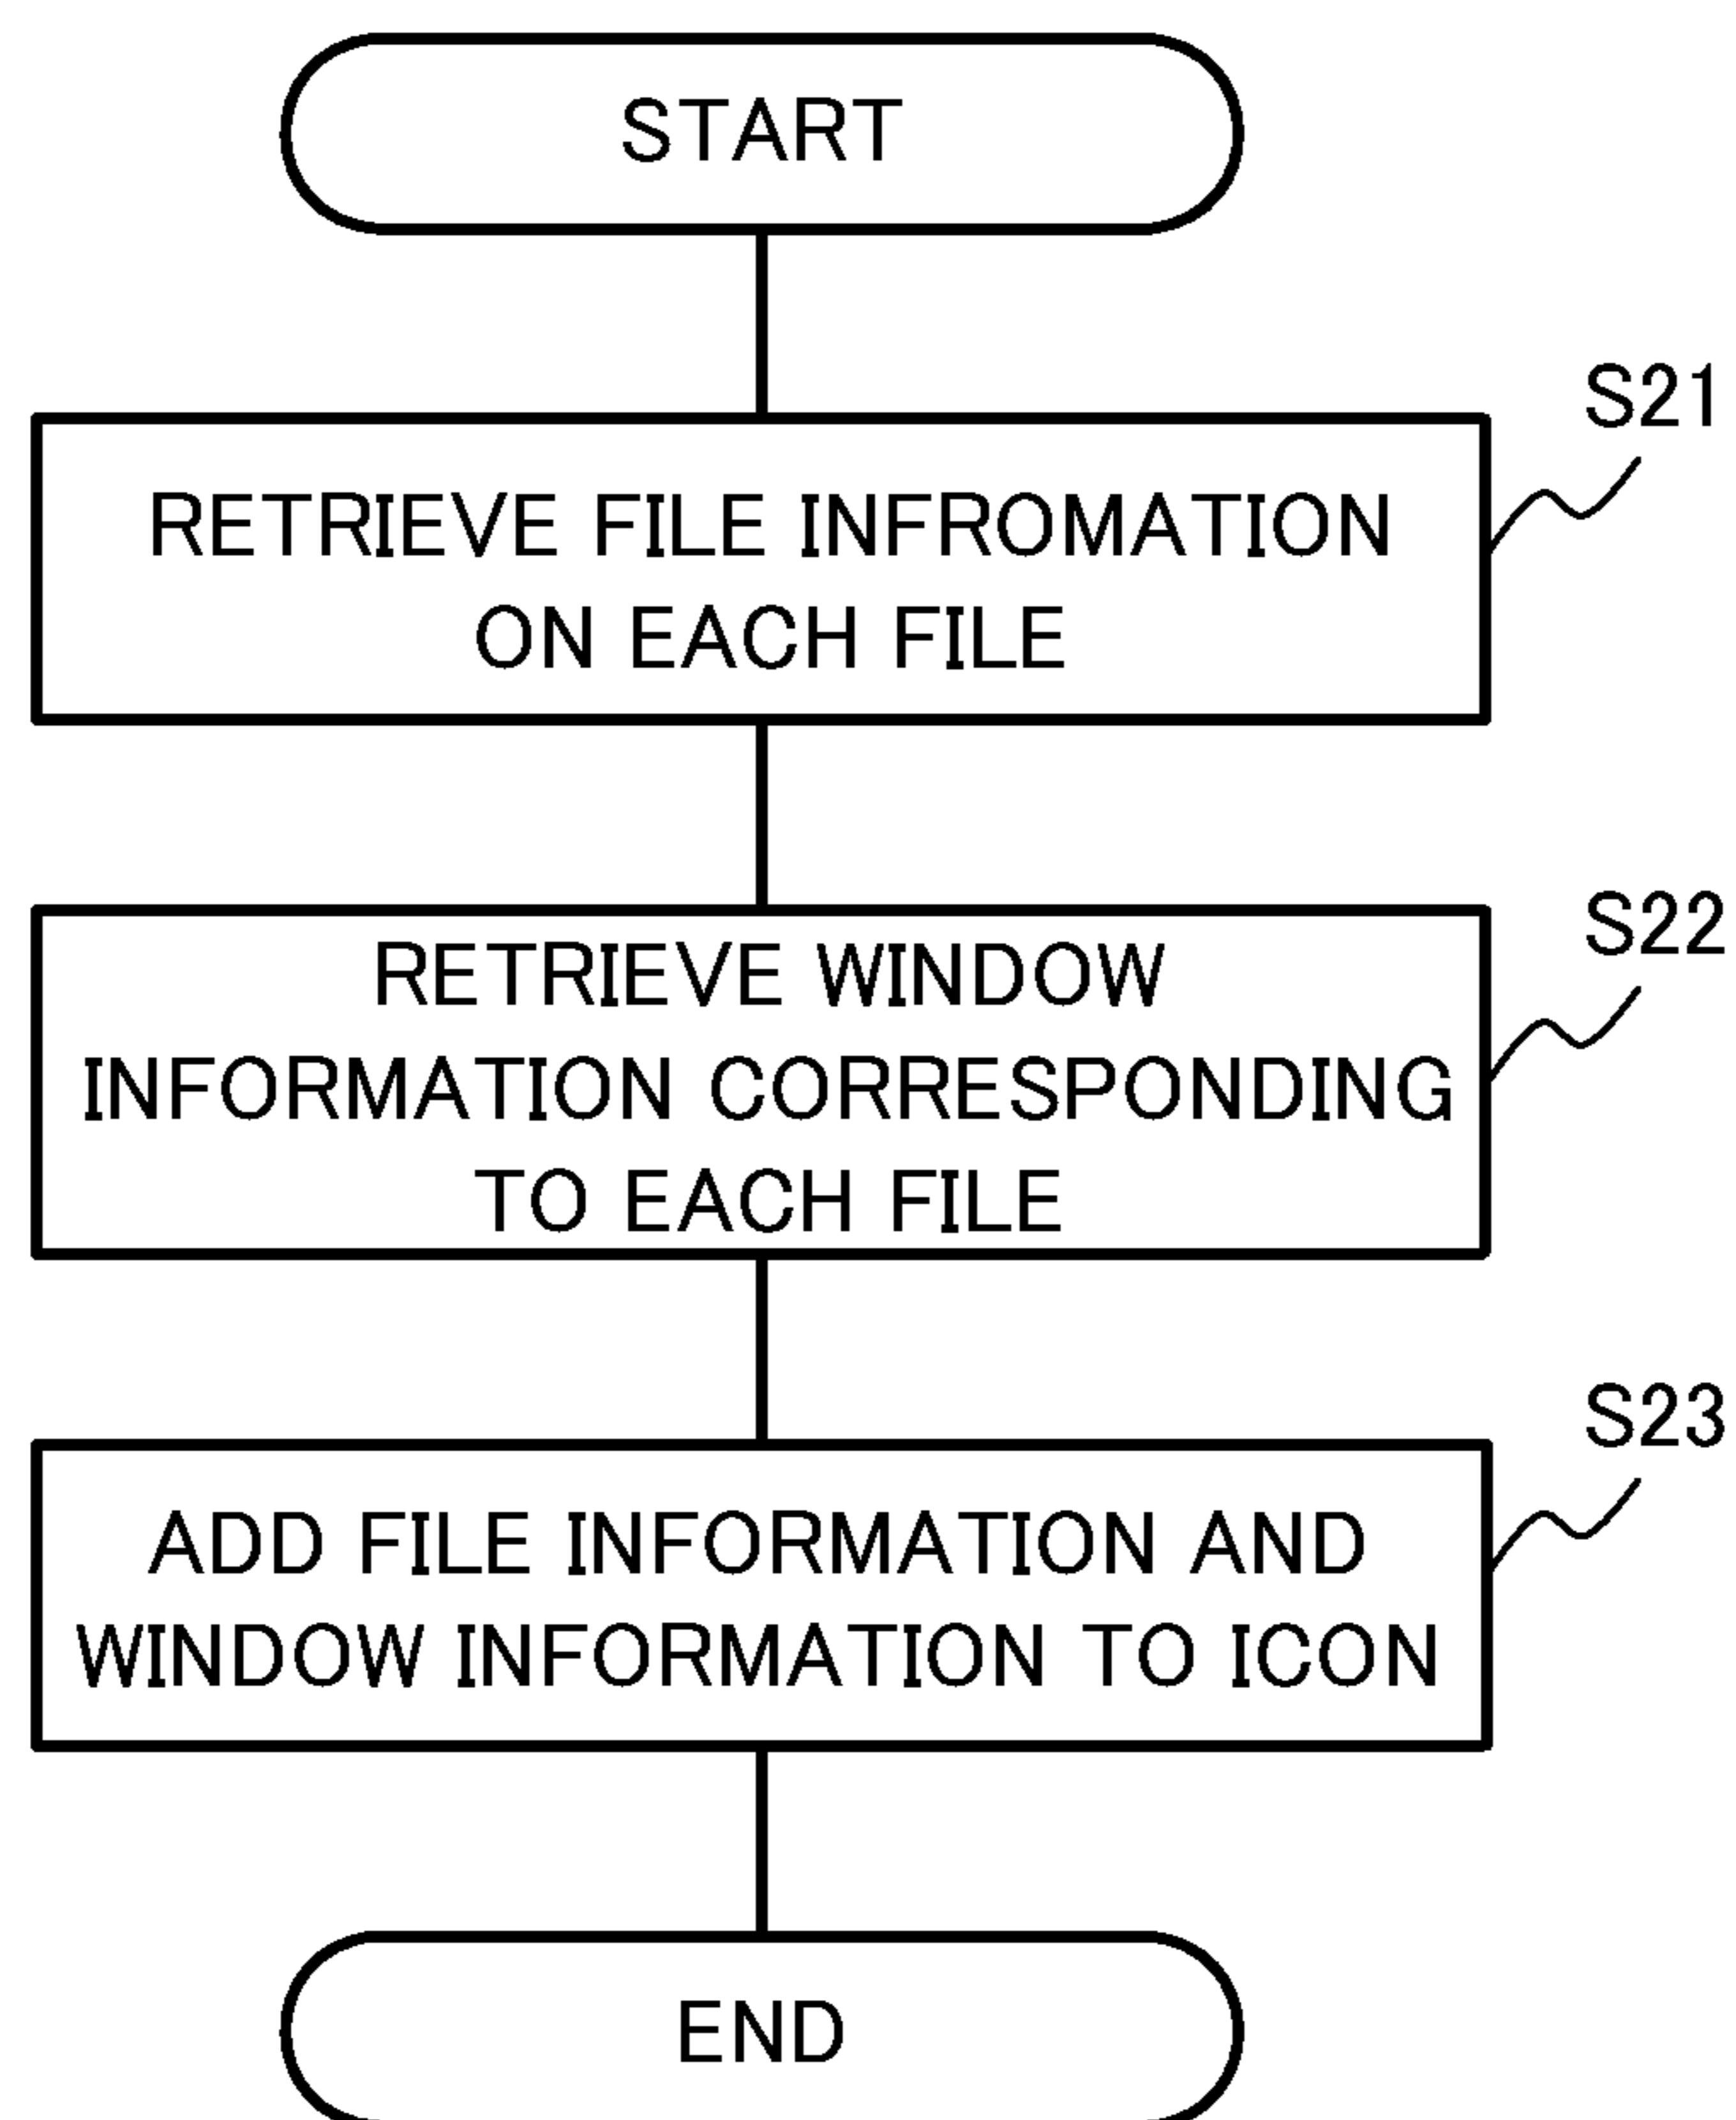 START
S21
RETRIEVE FILE INFROMATION
ON EACH FILE
S22
RETRIEVE WINDOW
INFORMATION CORRESPONDING
TO EACH FILE
S23
ADD FILE INFORMATION AND
WINDOW INFORMATION TO ICON
END